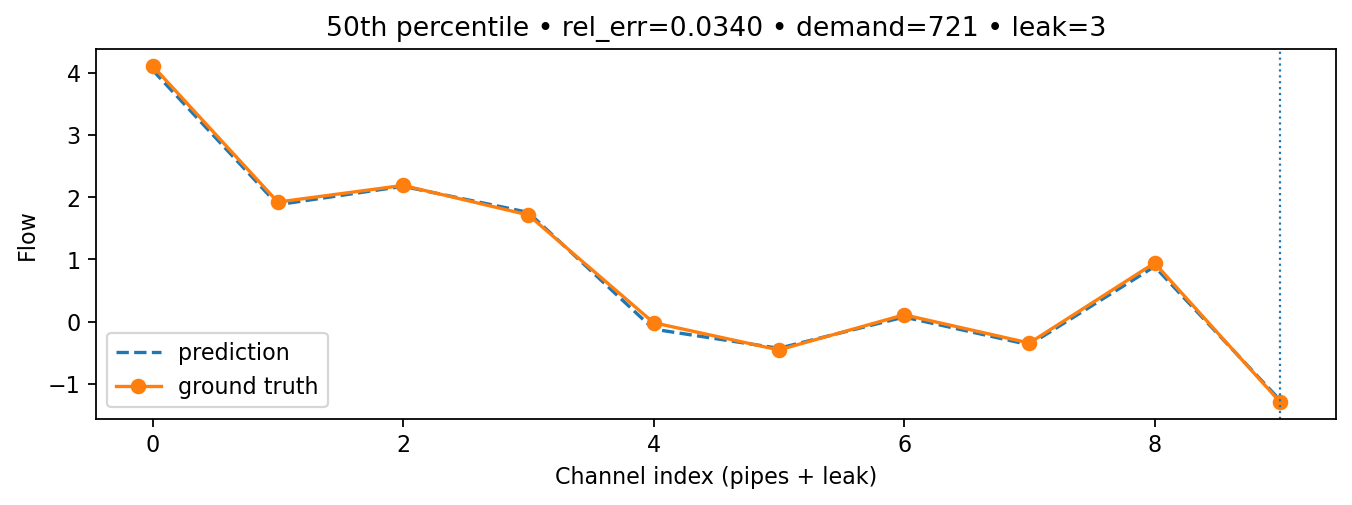 50th percentile • rel_err=0.0340 • demand=721 • leak=3
4
3
2
1
0
−1
Flow
prediction
ground truth
0 2 4 6 8
Channel index (pipes + leak)